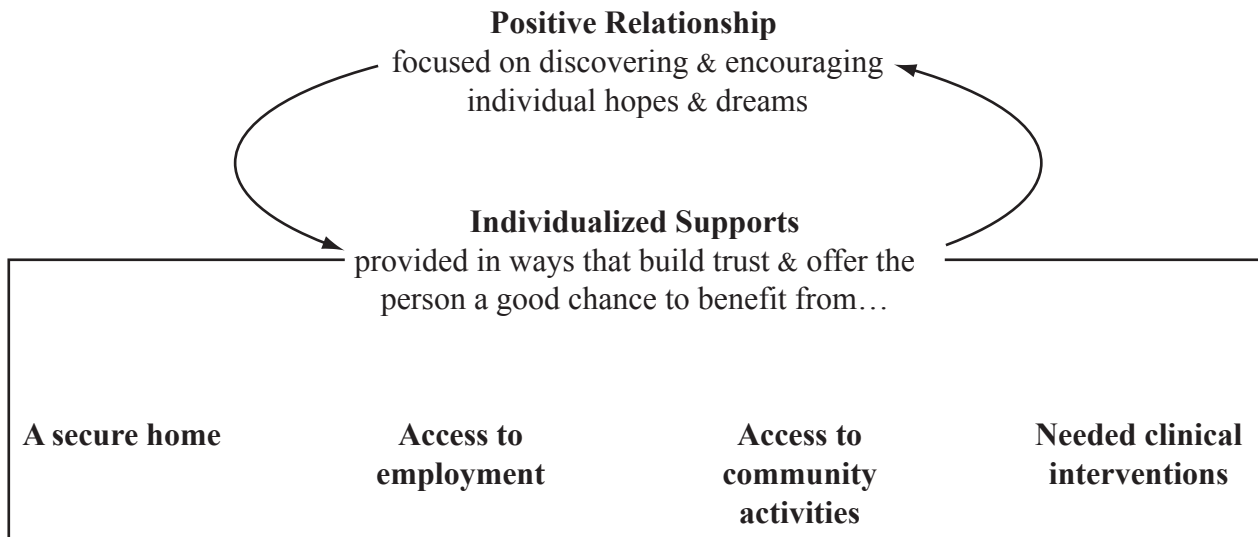 Positive Relationship
focused on discovering & encouraging
individual hopes & dreams
Individualized Supports
provided in ways that build trust & offer the
person a good chance to benefit from…
A secure home
Access to
employment
Access to
community
activities
Needed clinical
interventions